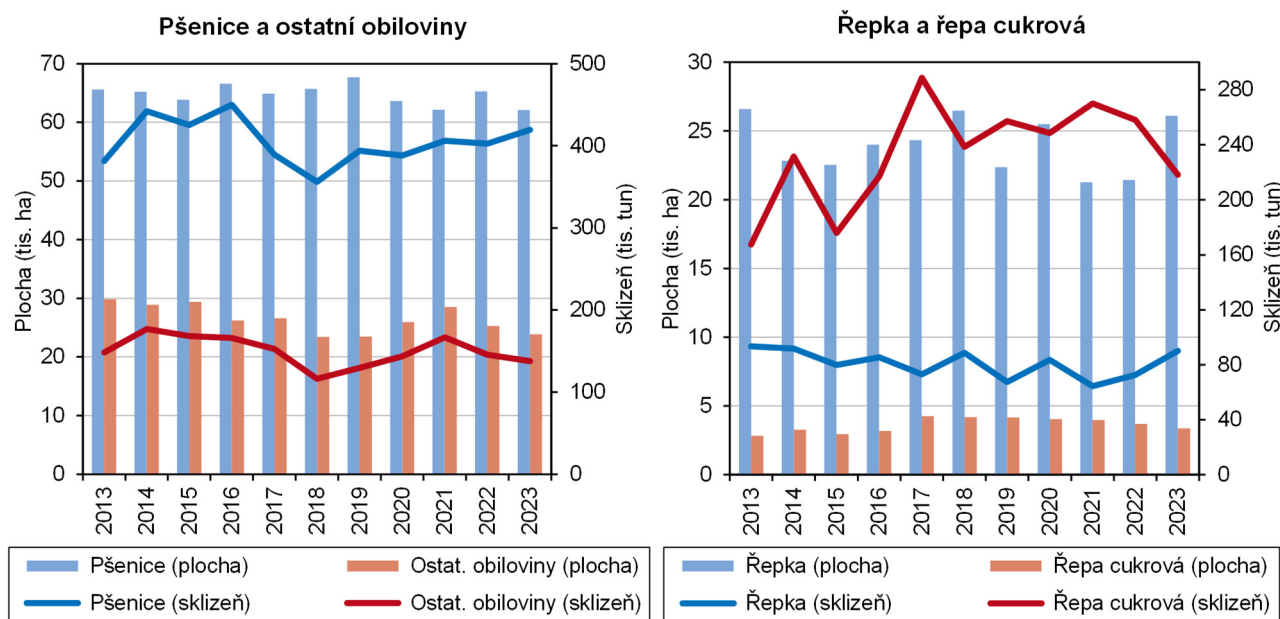 Pšenice a ostatní obiloviny
Plocha (tis. ha)
70
60
50
40
30
20
10
0
500
400
300
200
100
0
Sklizeň (tis. tun)
2013 2014 2015 2016 2017 2018 2019 2020 2021 2022 2023
Pšenice (plocha) Ostat. obiloviny (plocha)
Pšenice (sklizeň) Ostat. obiloviny (sklizeň)
Řepka a řepa cukrová
Plocha (tis. ha)
30
25
20
15
10
5
0
280
240
200
160
120
80
40
0
Sklizeň (tis. tun)
2013 2014 2015 2016 2017 2018 2019 2020 2021 2022 2023
Řepka (plocha) Řepa cukrová (plocha)
Řepka (sklizeň) Řepa cukrová (sklizeň)